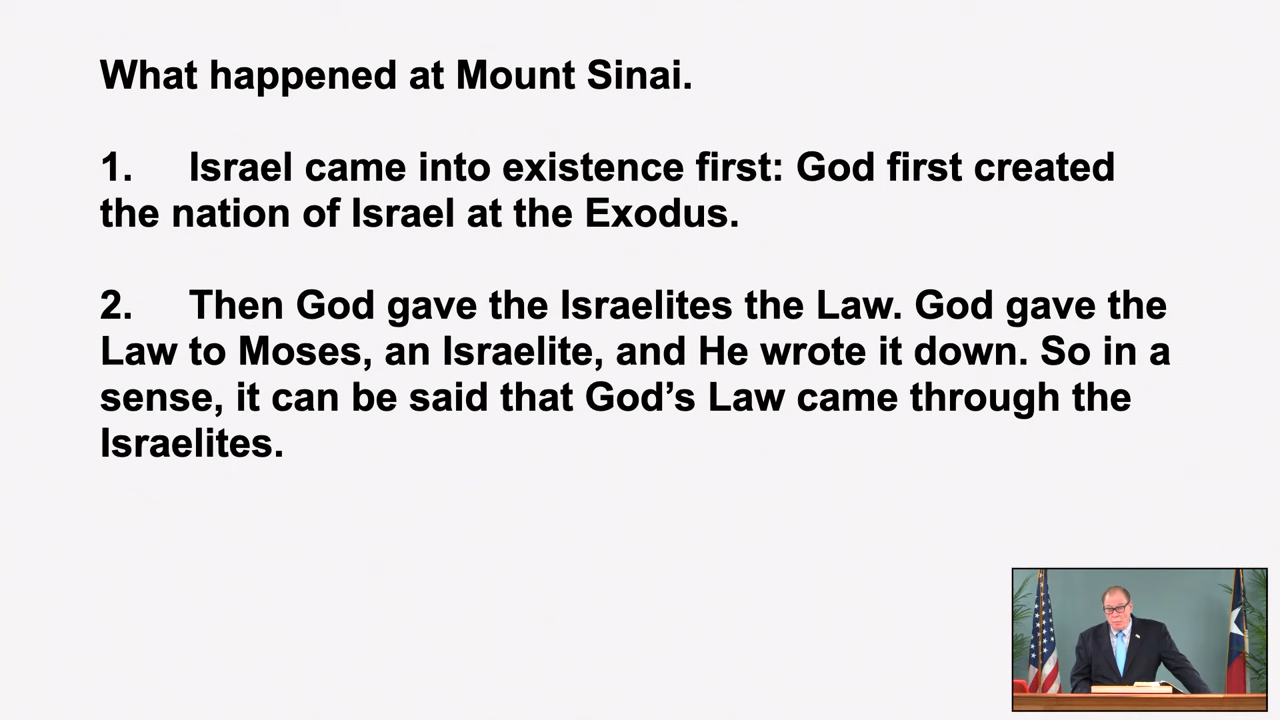 What happened at Mount Sinai.
1. Israel came into existence first: God first created
the nation of Israel at the Exodus.
2. Then God gave the Israelites the Law. God gave the
Law to Moses, an Israelite, and He wrote it down. So in a
sense, it can be said that God’s Law came through the
Israelites.